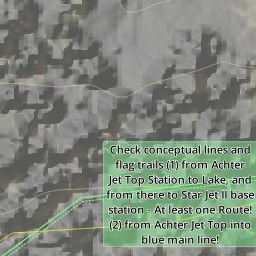 Check conceptual lines and
flag trails (1) from Achter
Jet Top Station to Lake, and
from there to Star Jet II base
station - At least one Route!
(2) from Achter Jet Top into
blue main line!